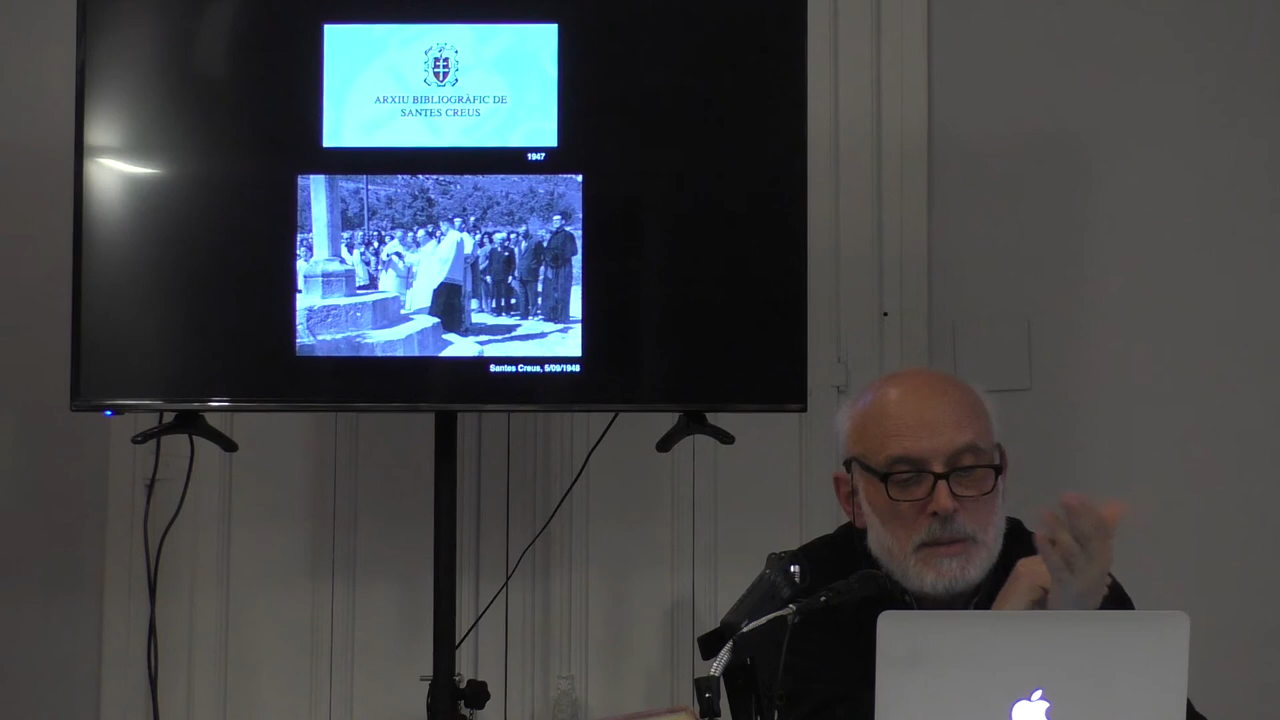 ARXIU BIBLIOGRÀFIC DE
SANTES CREUS
1947
Santes Creus, 5/09/1948